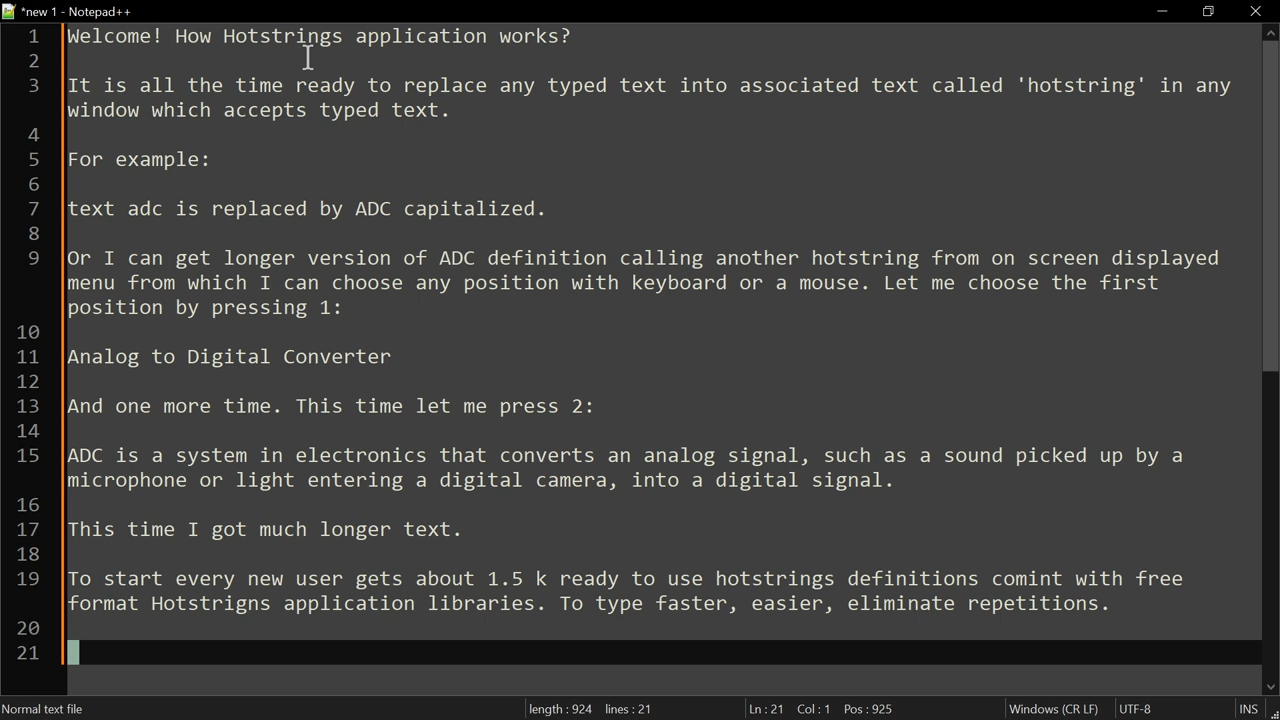 *new 1 - Notepad++
1 Welcome! How Hotstrings application works?
2
3 It is all the time ready to replace any typed text into associated text called 'hotstring' in any
window which accepts typed text.
4
5 For example:
6
7 text adc is replaced by ADC capitalized.
8
9 Or I can get longer version of ADC definition calling another hotstring from on screen displayed
menu from which I can choose any position with keyboard or a mouse. Let me choose the first
position by pressing 1:
10
11 Analog to Digital Converter
12
13 And one more time. This time let me press 2:
14
15 ADC is a system in electronics that converts an analog signal, such as a sound picked up by a
microphone or light entering a digital camera, into a digital signal.
16
17 This time I got much longer text.
18
19 To start every new user gets about 1.5 k ready to use hotstrings definitions comint with free
format Hotstrigns application libraries. To type faster, easier, eliminate repetitions.
20
21
Normal text file length : 924 lines : 21 Ln : 21 Col : 1 Pos : 925 Windows (CR LF) UTF-8 INS